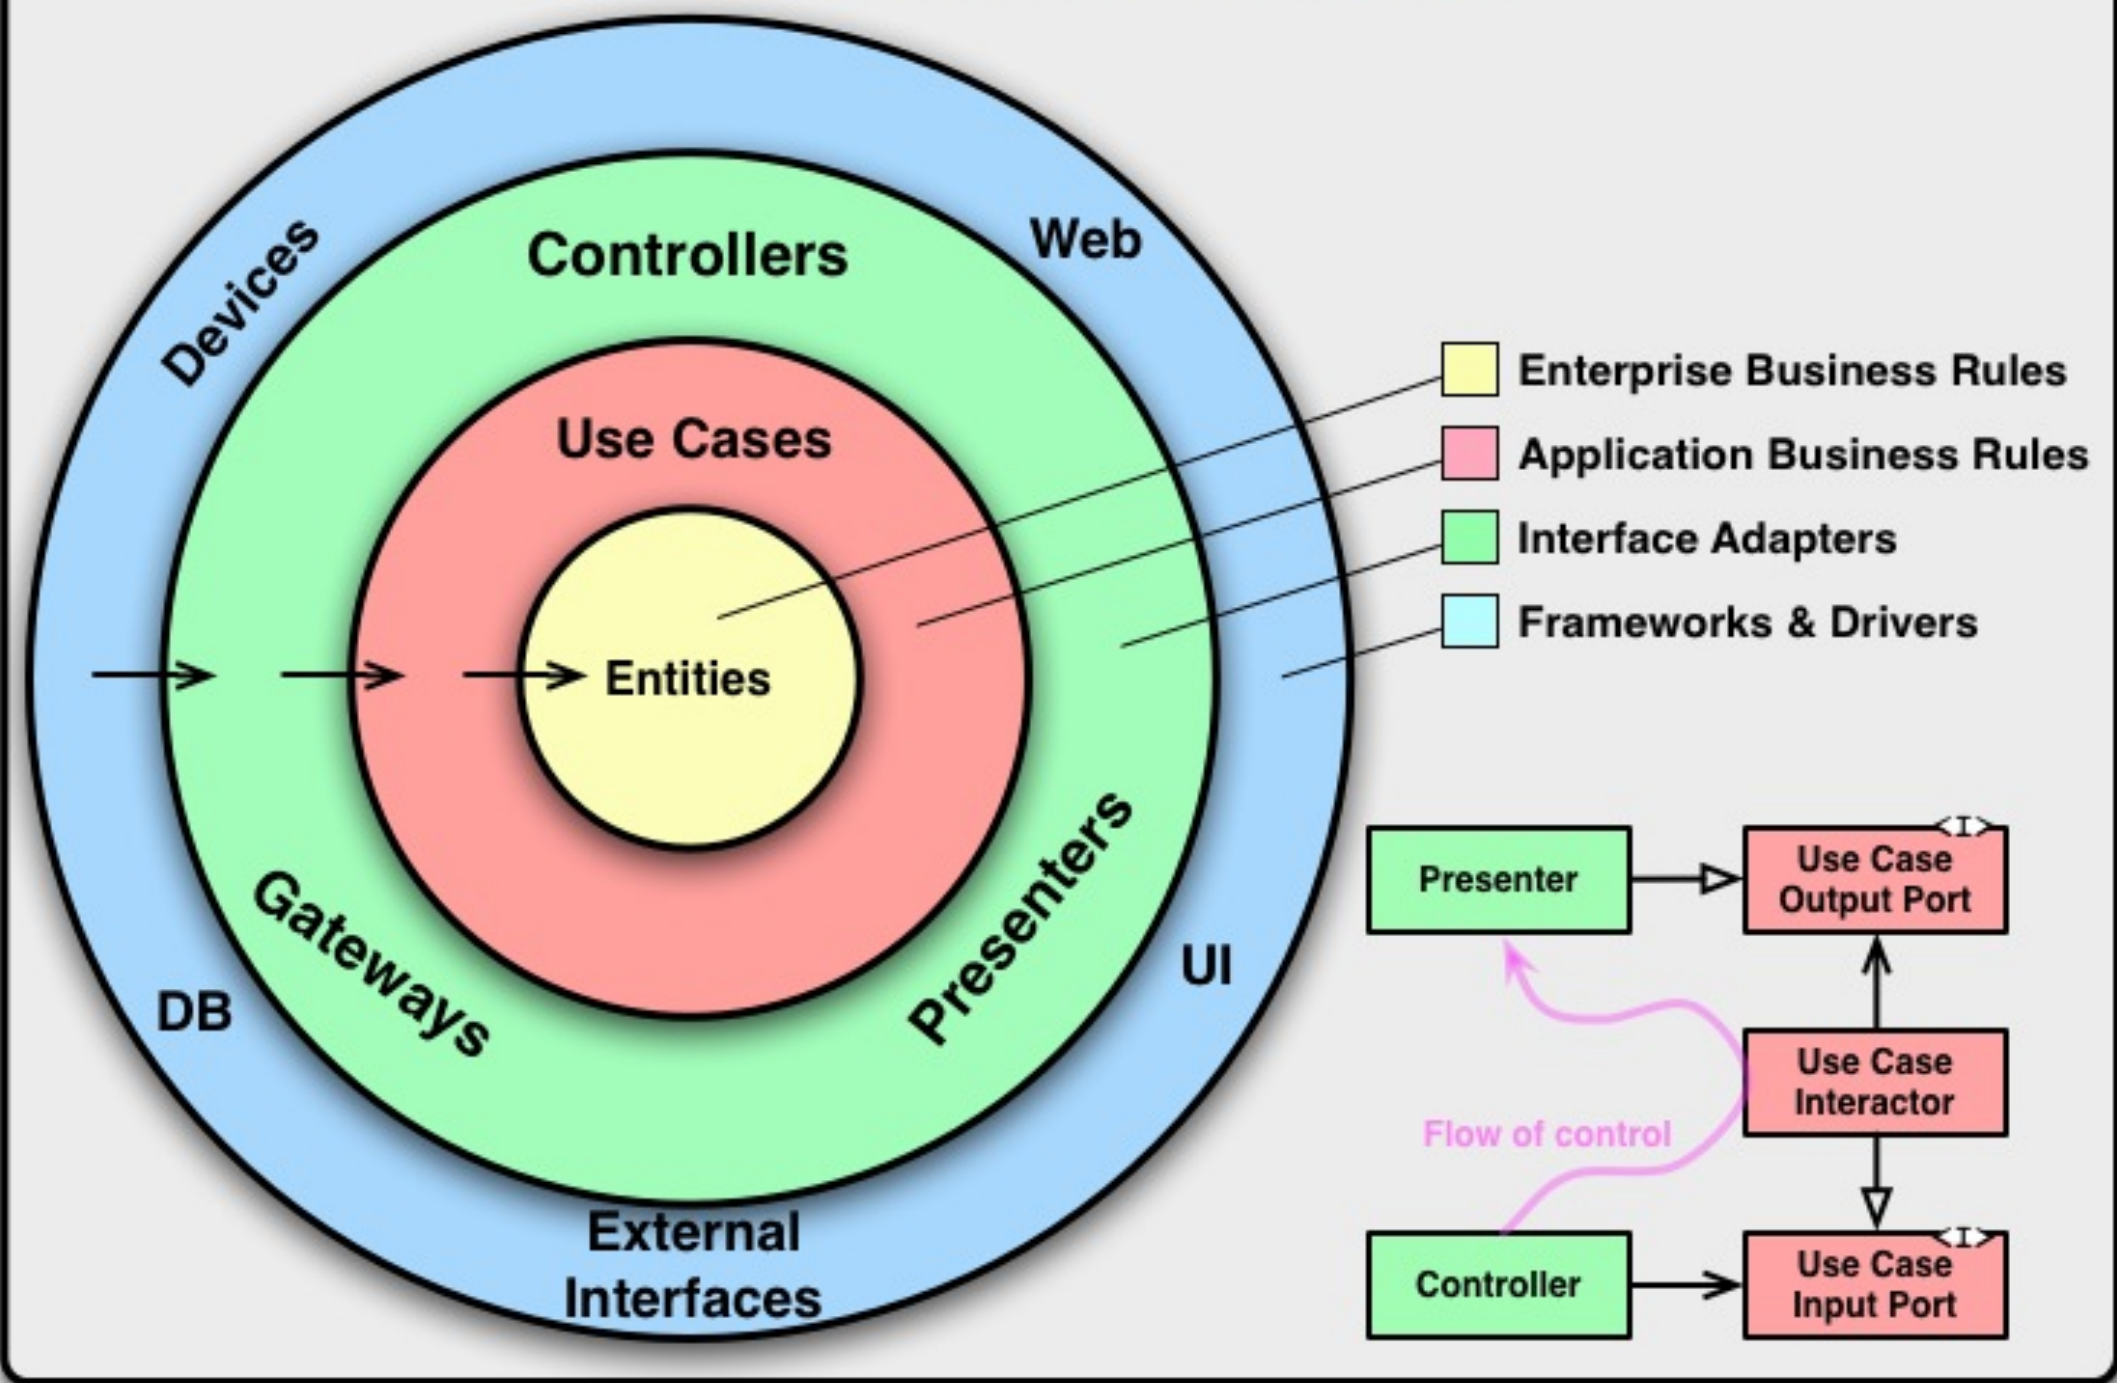 Devices
Controllers
Web
Use Cases
Entities
Gateways
Presenters
DB
UI
External
Interfaces
Enterprise Business Rules
Application Business Rules
Interface Adapters
Frameworks & Drivers
Presenter
<I>
Use Case
Output Port
Use Case
Interactor
Flow of control
Controller
<I>
Use Case
Input Port